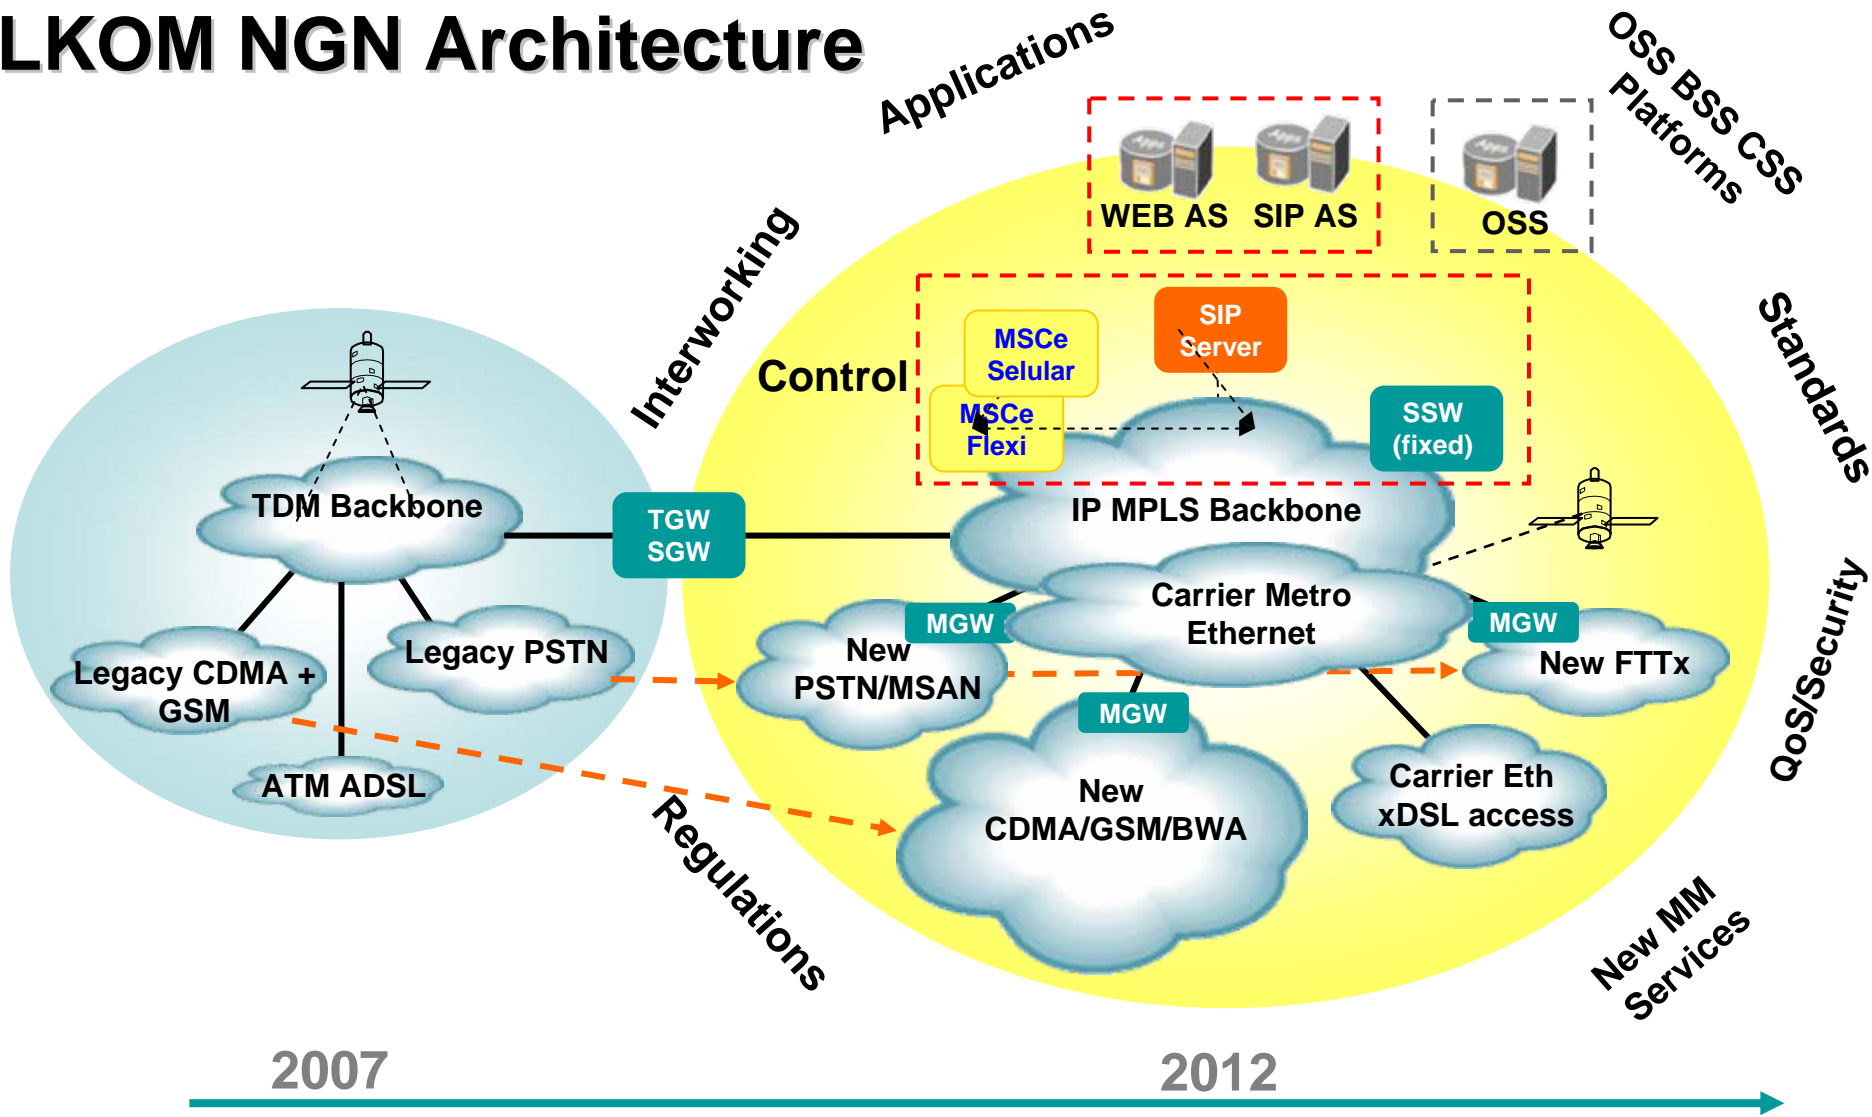 LKOM NGN Architecture
Applications
OSS BSS CSS
Platforms
Apps
Apps
Apps
WEB AS
SIP AS
OSS
Interworking
Standards
Control
MSCe
Selular
SIP
Server
MSCe
Flexi
SSW
(fixed)
TDM Backbone
TGW
SGW
IP MPLS Backbone
Carrier Metro
Ethernet
MGW
MGW
Legacy PSTN
Legacy CDMA +
GSM
New
PSTN/MSAN
New FTTx
QoS/Security
MGW
ATM ADSL
New
CDMA/GSM/BWA
Carrier Eth
xDSL access
Regulations
New MM
Services
2007
2012